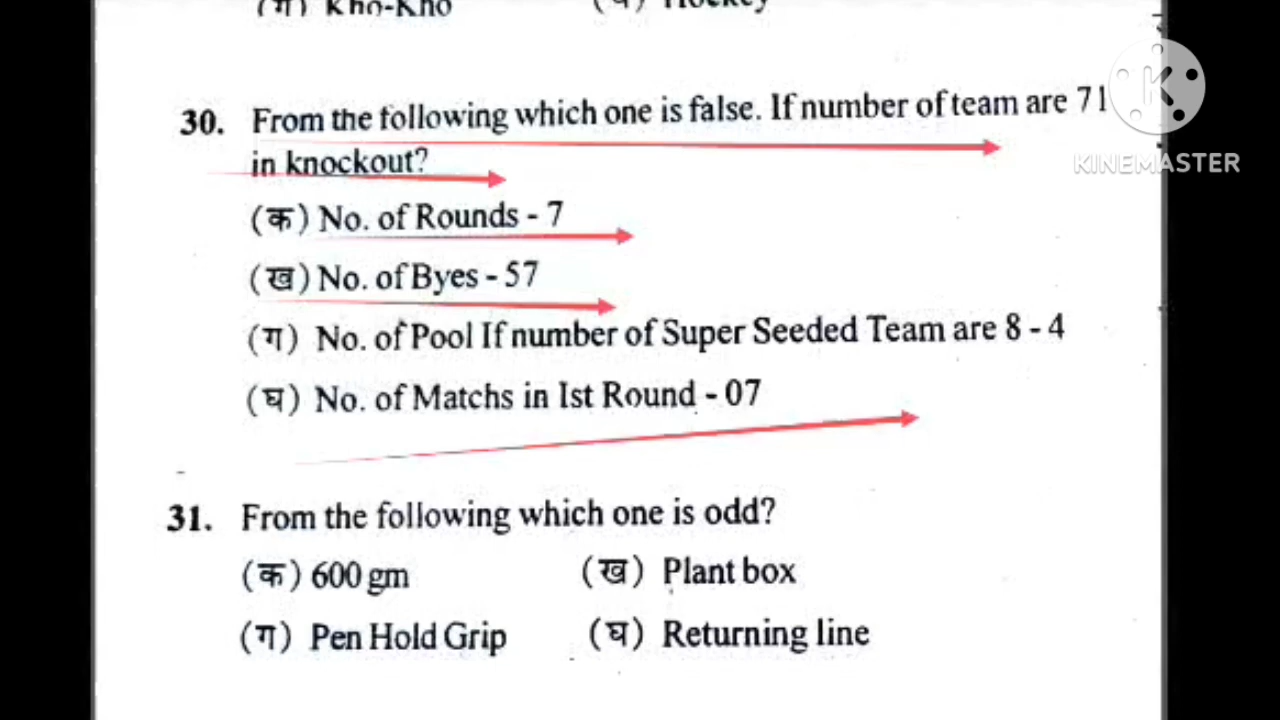 (ग) Kho-Kho (घ) Hockey
30. From the following which one is false. If number of team are 71
in knockout?
(क) No. of Rounds - 7
(ख) No. of Byes - 57
(ग) No. of Pool If number of Super Seeded Team are 8 - 4
(घ) No. of Matchs in Ist Round - 07
31. From the following which one is odd?
(क) 600 gm (ख) Plant box
(ग) Pen Hold Grip (घ) Returning line
KINEMASTER